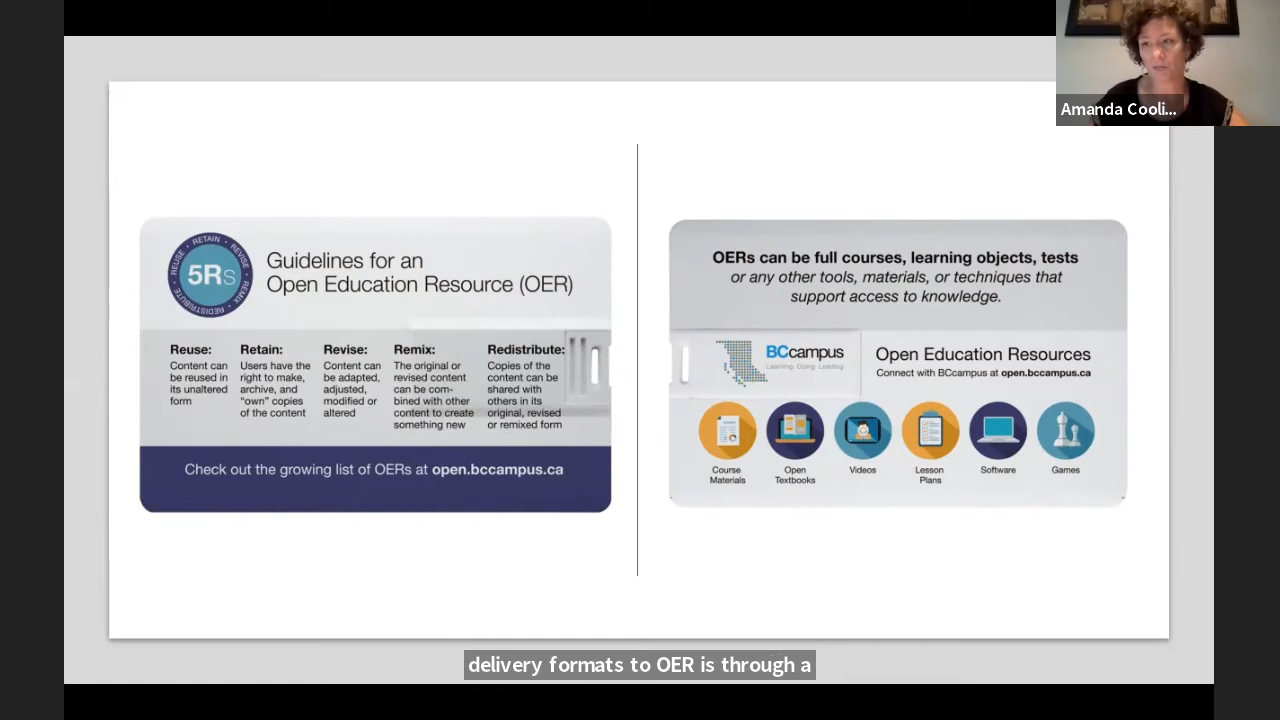 Amanda Cooli...
RETAIN • REVISE • REMIX • REDISTRIBUTE • REUSE •
5Rs
Guidelines for an
Open Education Resource (OER)
Reuse:
Content can
be reused in
its unaltered
form
Retain:
Users have the
right to make,
archive, and
“own” copies
of the content
Revise:
Content can
be adapted,
adjusted,
modified or
altered
Remix:
The original or
revised content
can be com-
bined with other
content to create
something new
Redistribute:
Copies of the
content can be
shared with
others in its
original, revised
or remixed form
Check out the growing list of OERs at open.bccampus.ca
OERs can be full courses, learning objects, tests
or any other tools, materials, or techniques that
support access to knowledge.
BCcampus
Learning. Doing. Leading.
Open Education Resources
Connect with BCcampus at open.bccampus.ca
Course
Materials
Open
Textbooks
Videos
Lesson
Plans
Software
Games
delivery formats to OER is through a